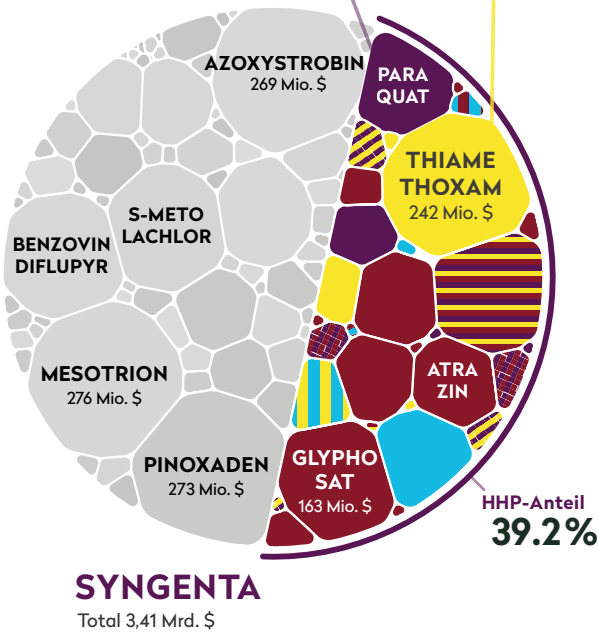 AZOXYSTROBIN
269 Mio. $
PARA
QUAT
THIAME
THOXAM
242 Mio. $
S-METO
LACHLOR
BENZOVIN
DIFLUPYR
MESOTRION
276 Mio. $
ATRA
ZIN
PINOXADEN
273 Mio. $
GLYPHO
SAT
163 Mio. $
HHP-Anteil
39.2%
SYNGENTA
Total 3,41 Mrd. $